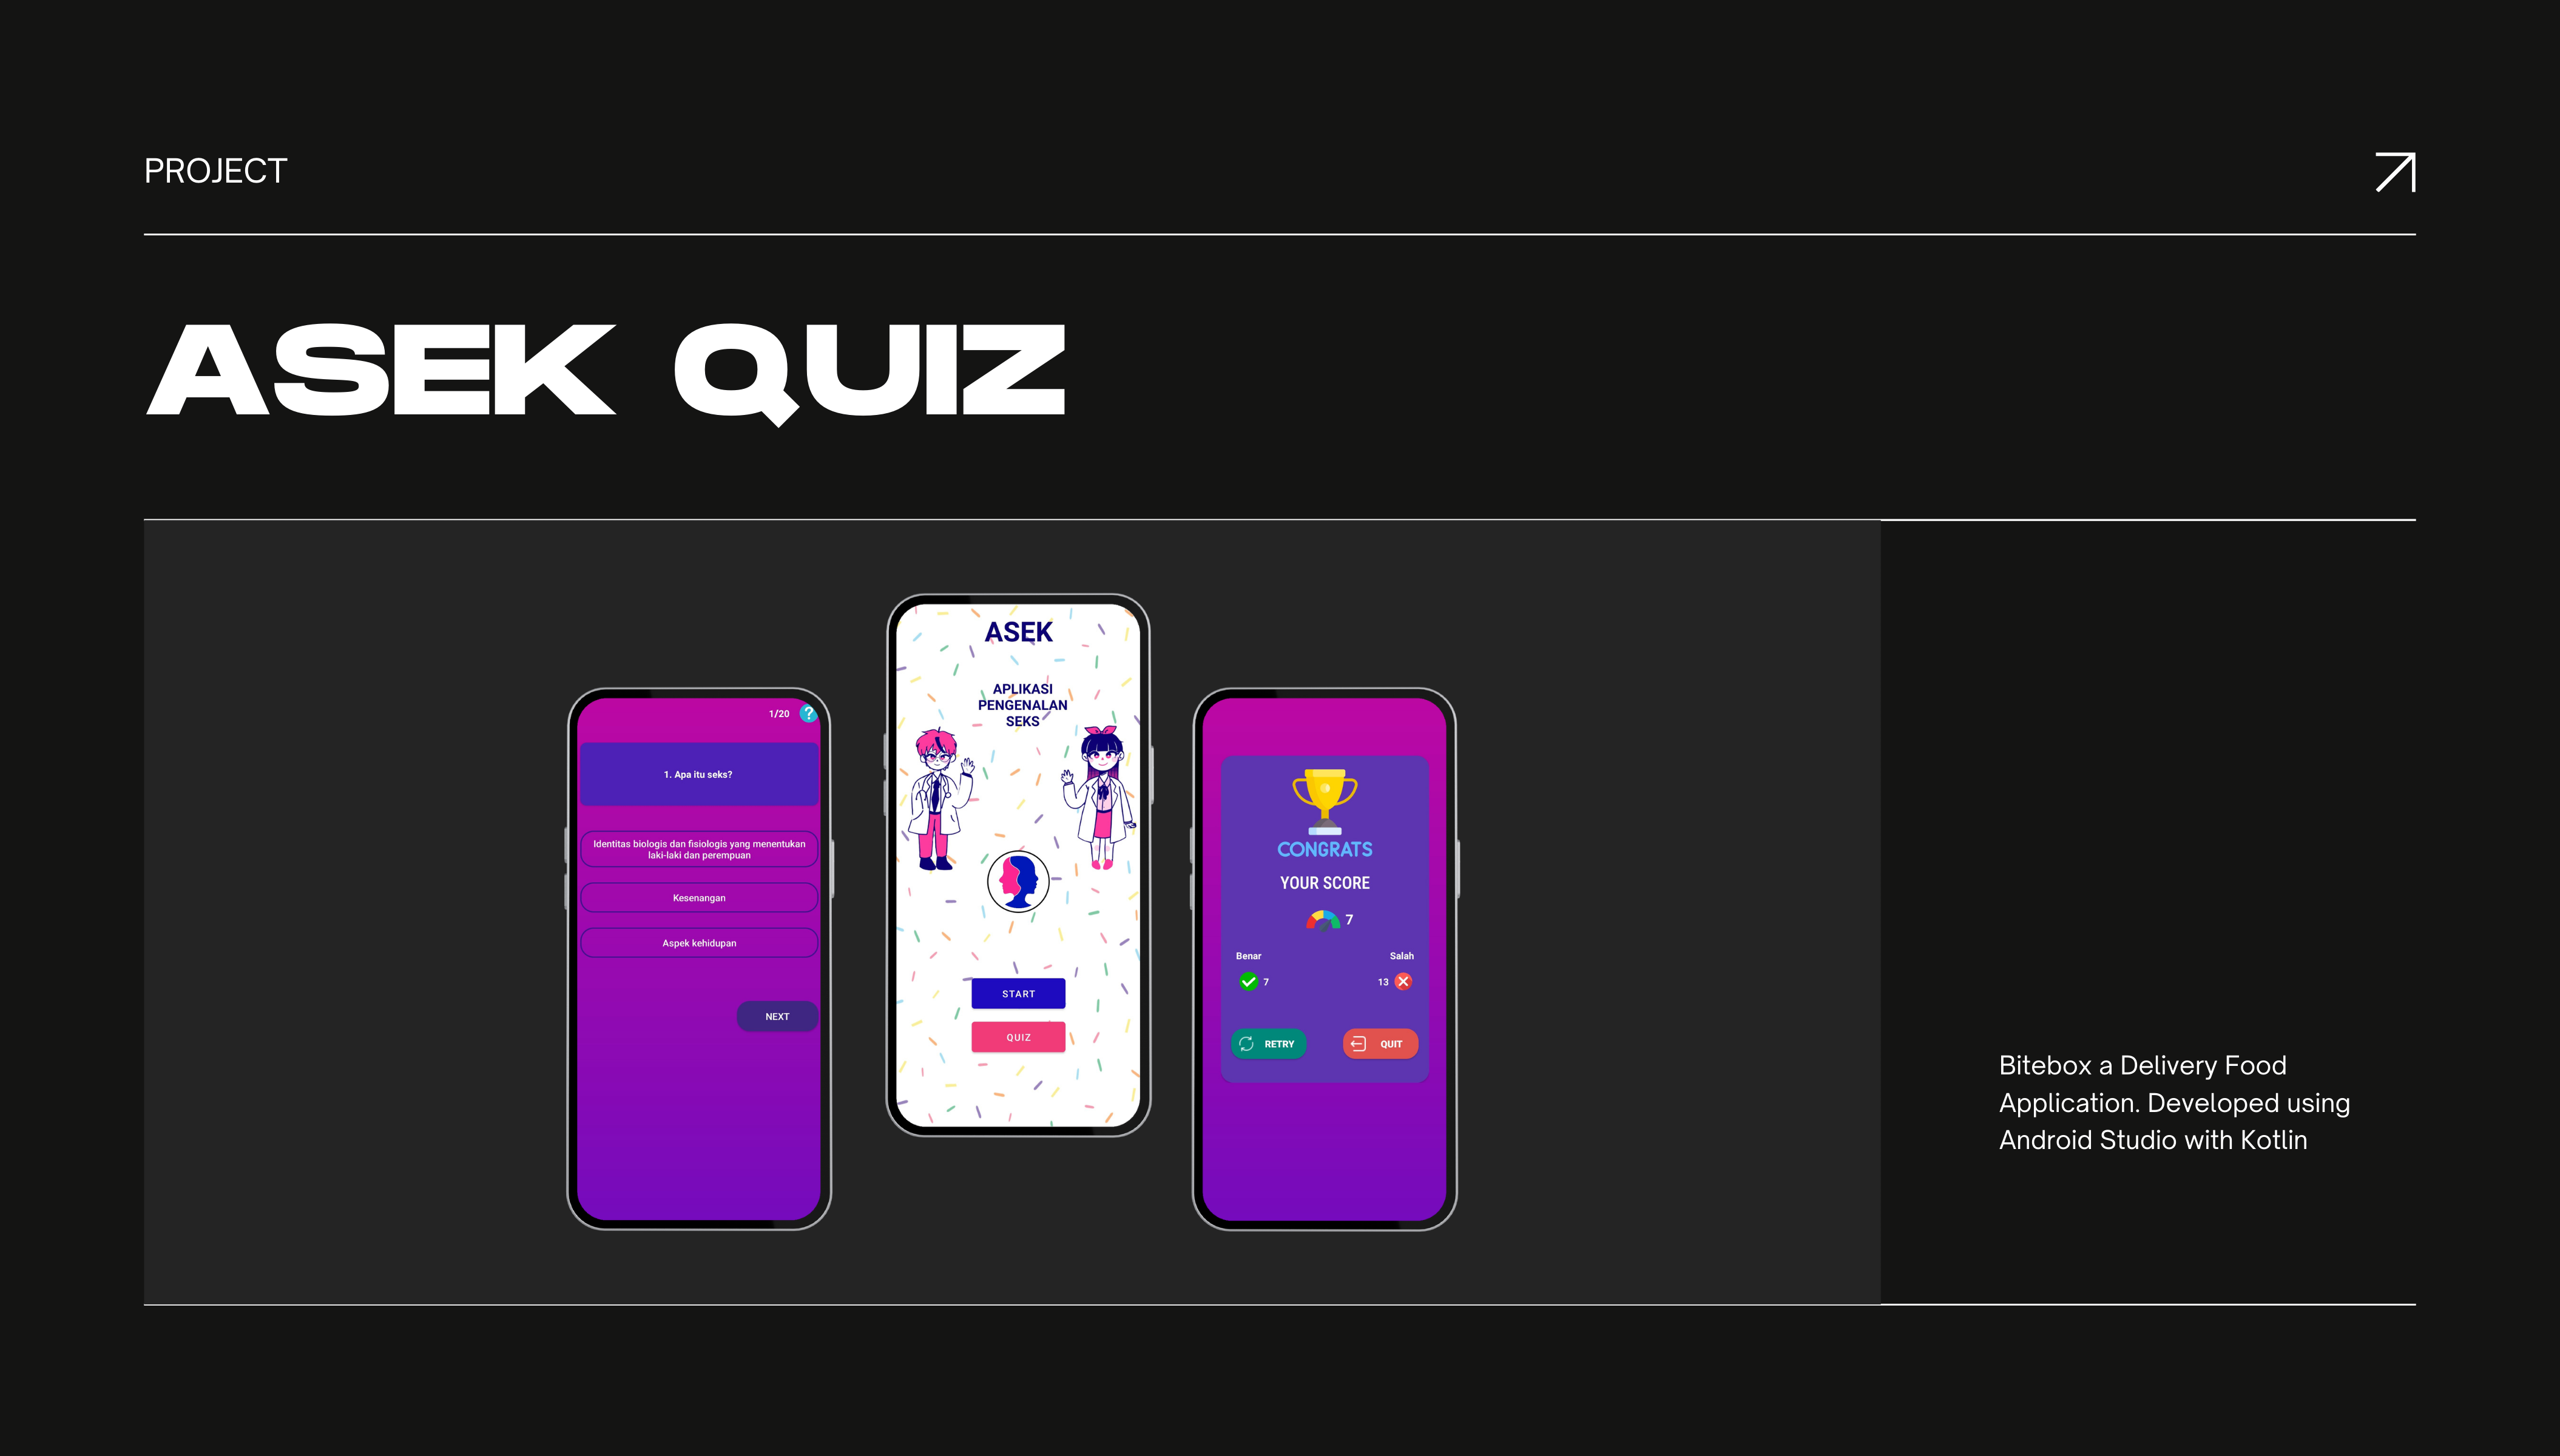 PROJECT
ASEK QUIZ
1/20
?
1. Apa itu seks?
Identitas biologis dan fisiologis yang menentukan
laki-laki dan perempuan
Kesenangan
Aspek kehidupan
NEXT
ASEK
APLIKASI
PENGENALAN
SEKS
START
QUIZ
CONGRATS
YOUR SCORE
7
Benar Salah
7 13
RETRY QUIT
Bitebox a Delivery Food
Application. Developed using
Android Studio with Kotlin